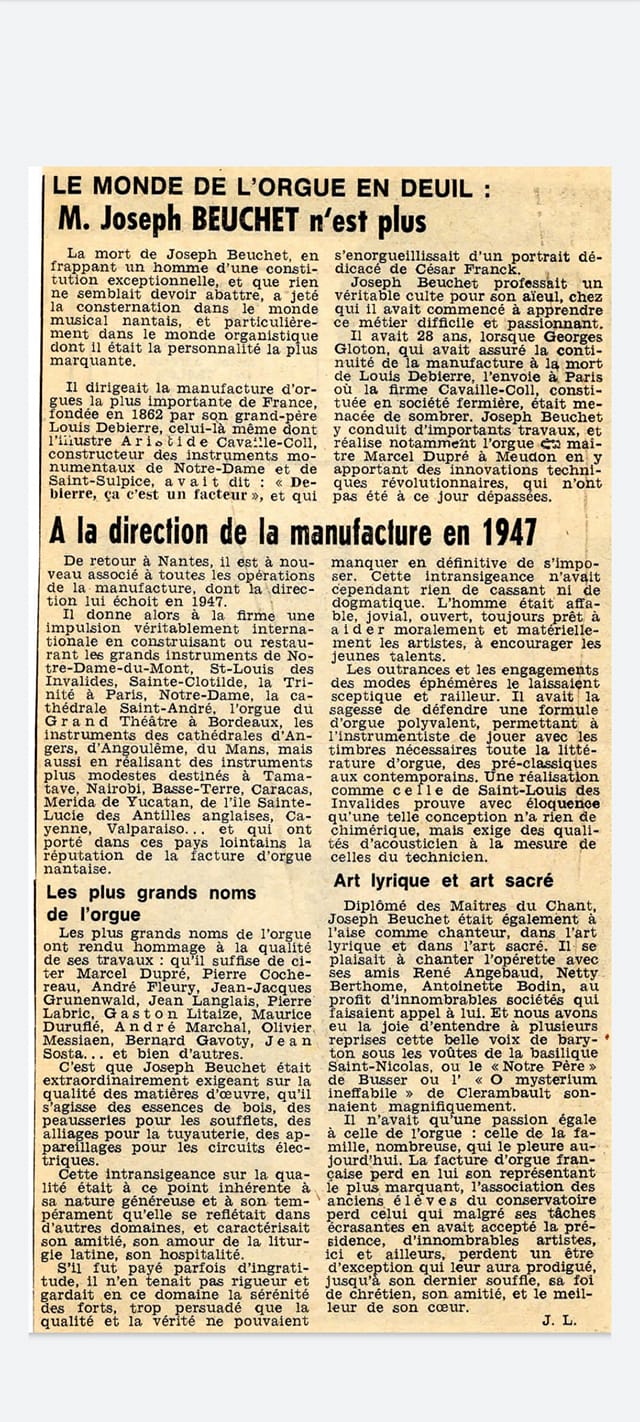 LE MONDE DE L'ORGUE EN DEUIL :
M. Joseph BEUCHET n'est plus
La mort de Joseph Beuchet, en
frappant un homme d'une consti-
tution exceptionnelle, et que rien
ne semblait devoir abattre, a jeté
la consternation dans le monde
musical nantais, et particulière-
ment dans le monde organistique
dont il était la personnalité la plus
marquante.
Il dirigeait la manufacture d'or-
gues la plus importante de France,
fondée en 1862 par son grand-père
Louis Debierre, celui-là même dont
l'illustre Aristide Cavaille-Coll,
constructeur des instruments mo-
numentaux de Notre-Dame et de
Saint-Sulpice, avait dit : « De-
bierre, ça c'est un facteur », et qui
s'enorgueillissait d'un portrait dé-
dicacé de César Franck.
Joseph Beuchet professait un
véritable culte pour son aïeul, chez
qui il avait commencé à apprendre
ce métier difficile et passionnant.
Il avait 28 ans, lorsque Georges
Gloton, qui avait assuré la conti-
nuité de la manufacture à la mort
de Louis Debierre, l'envoie à Paris
où la firme Cavaille-Coll, consti-
tuée en société fermière, était me-
nacée de sombrer. Joseph Beuchet
y conduit d'importants travaux, et
réalise notamment l'orgue du maî-
tre Marcel Dupré à Meudon en y
apportant des innovations techni-
ques révolutionnaires, qui n'ont
pas été à ce jour dépassées.
A la direction de la manufacture en 1947
De retour à Nantes, il est à nou-
veau associé à toutes les opérations
de la manufacture, dont la direc-
tion lui échoit en 1947.
Il donne alors à la firme une
impulsion véritablement interna-
tionale en construisant ou restau-
rant les grands instruments de No-
tre-Dame-du-Mont, St-Louis des
Invalides, Sainte-Clotilde, la Tri-
nité à Paris, Notre-Dame, la ca-
thédrale Saint-André, l'orgue du
Grand Théâtre à Bordeaux, les
instruments des cathédrales d'An-
gers, d'Angoulême, du Mans, mais
aussi en réalisant des instruments
plus modestes destinés à Tama-
tave, Nairobi, Basse-Terre, Caracas,
Merida de Yucatan, de l'île Sainte-
Lucie des Antilles anglaises, Ca-
yenne, Valparaiso... et qui ont
porté dans ces pays lointains la
réputation de la facture d'orgue
nantaise.
Les plus grands noms
de l'orgue
Les plus grands noms de l'orgue
ont rendu hommage à la qualité
de ses travaux : qu'il suffise de ci-
ter Marcel Dupré, Pierre Coche-
reau, André Fleury, Jean-Jacques
Grunenwald, Jean Langlais, Pierre
Labric, Gaston Litaize, Maurice
Duruflé, André Marchal, Olivier
Messiaen, Bernard Gavoty, Jean
Sosta... et bien d'autres.
C'est que Joseph Beuchet était
extraordinairement exigeant sur la
qualité des matières d'œuvre, qu'il
s'agisse des essences de bois, des
peausseries pour les soufflets, des
alliages pour la tuyauterie, des ap-
pareillages pour les circuits élec-
triques.
Cette intransigeance sur la qua-
lité était à ce point inhérente à
sa nature généreuse et à son tem-
pérament qu'elle se reflétait dans
d'autres domaines, et caractérisait
son amitié, son amour de la litur-
gie latine, son hospitalité.
S'il fut payé parfois d'ingrati-
tude, il n'en tenait pas rigueur et
gardait en ce domaine la sérénité
des forts, trop persuadé que la
qualité et la vérité ne pouvaient
manquer en définitive de s'impo-
ser. Cette intransigeance n'avait
cependant rien de cassant ni de
dogmatique. L'homme était affa-
ble, jovial, ouvert, toujours prêt à
aider moralement et matérielle-
ment les artistes, à encourager les
jeunes talents.
Les outrances et les engagements
des modes éphémères le laissaient
sceptique et railleur. Il avait la
sagesse de défendre une formule
d'orgue polyvalent, permettant à
l'instrumentiste de jouer avec les
timbres nécessaires toute la litté-
rature d'orgue, des pré-classiques
aux contemporains. Une réalisation
comme celle de Saint-Louis des
Invalides prouve avec éloquence
qu'une telle conception n'a rien de
chimérique, mais exige des quali-
tés d'acousticien à la mesure de
celles du technicien.
Art lyrique et art sacré
Diplômé des Maîtres du Chant,
Joseph Beuchet était également à
l'aise comme chanteur, dans l'art
lyrique et dans l'art sacré. Il se
plaisait à chanter l'opérette avec
ses amis René Angebaud, Netty
Berthome, Antoinette Bodin, au
profit d'innombrables sociétés qui
faisaient appel à lui. Et nous avons
eu la joie d'entendre à plusieurs
reprises cette belle voix de bary-
ton sous les voûtes de la basilique
Saint-Nicolas, ou le « Notre Père »
de Busser ou l' « O mysterium
ineffabile » de Clerambault son-
naient magnifiquement.
Il n'avait qu'une passion égale
à celle de l'orgue : celle de la fa-
mille, nombreuse, qui le pleure au-
jourd'hui. La facture d'orgue fran-
çaise perd en lui son représentant
le plus marquant, l'association des
anciens élèves du conservatoire
perd celui qui malgré ses tâches
écrasantes en avait accepté la pré-
sidence, d'innombrables artistes,
ici et ailleurs, perdent un être
d'exception qui leur aura prodigué,
jusqu'à son dernier souffle, sa foi
de chrétien, son amitié, et le meil-
leur de son cœur.
J. L.